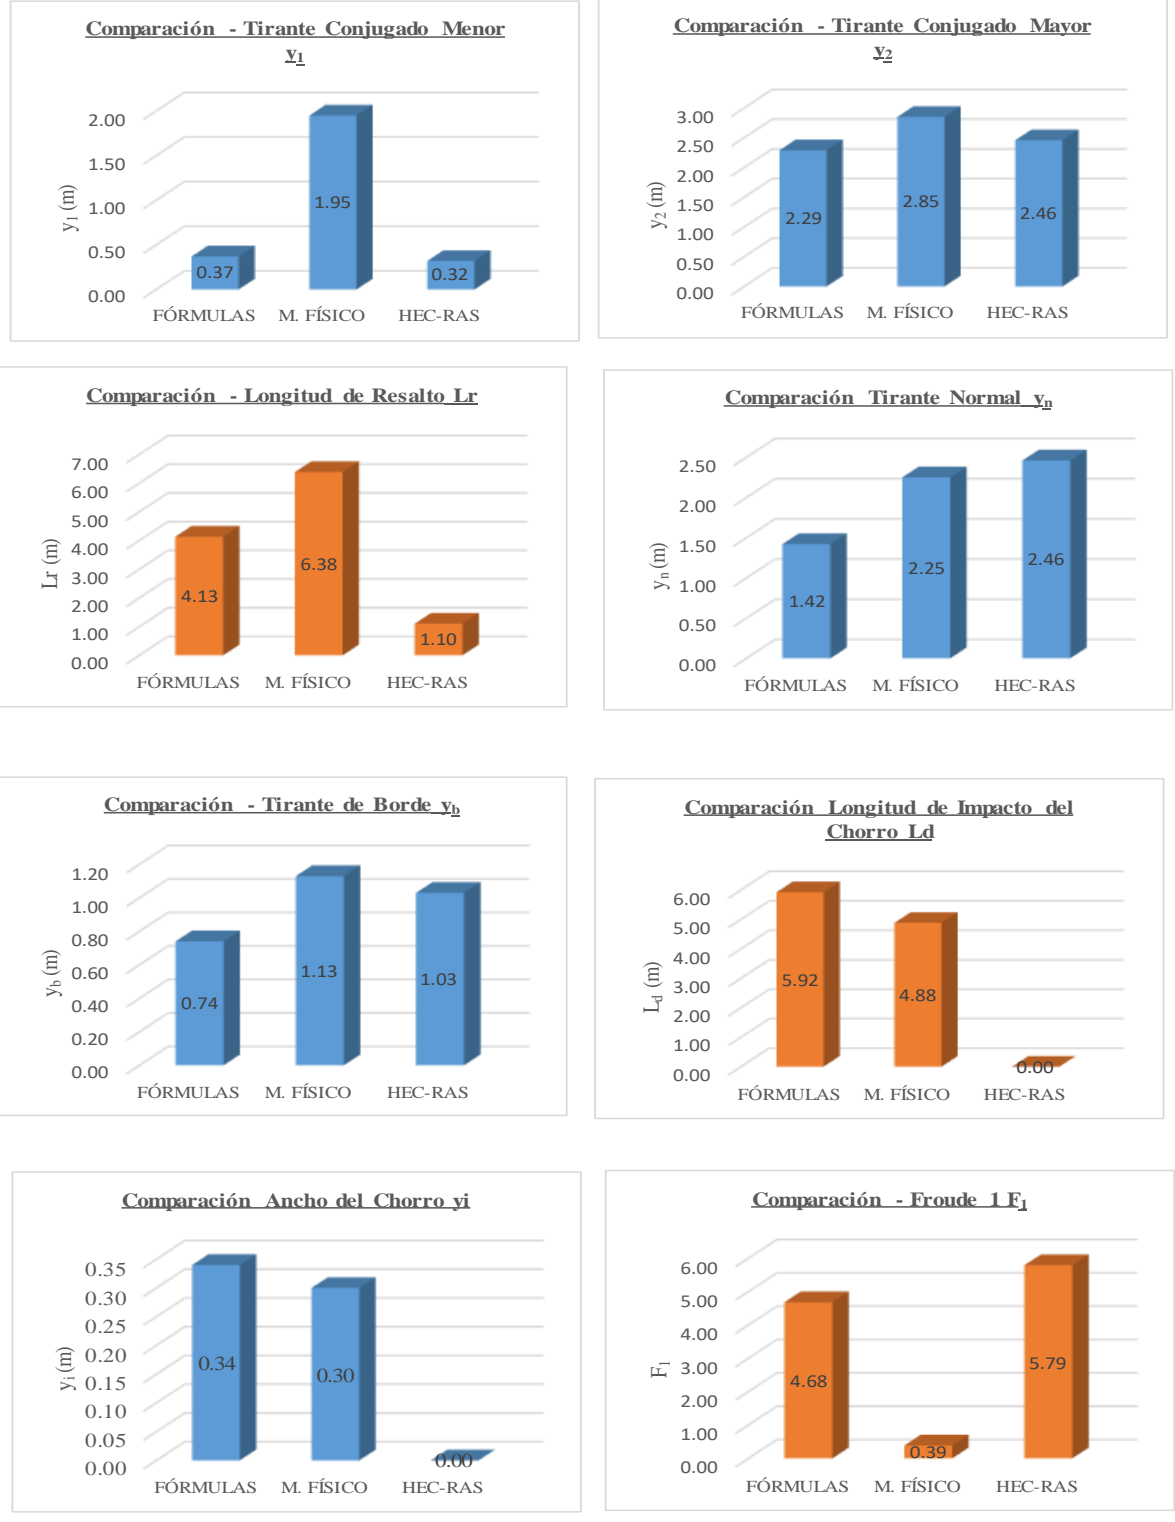 Comparación - Tirante Conjugado Menor
y1
y1 (m)
2.00
1.50
1.00
0.50
0.00
0.37
1.95
0.32
FÓRMULAS M. FÍSICO HEC-RAS
Comparación - Tirante Conjugado Mayor
y2
y2 (m)
3.00
2.50
2.00
1.50
1.00
0.50
0.00
2.29
2.85
2.46
FÓRMULAS M. FÍSICO HEC-RAS
Comparación - Longitud de Resalto Lr
Lr (m)
7.00
6.00
5.00
4.00
3.00
2.00
1.00
0.00
4.13
6.38
1.10
FÓRMULAS M. FÍSICO HEC-RAS
Comparación Tirante Normal yn
yn (m)
2.50
2.00
1.50
1.00
0.50
0.00
1.42
2.25
2.46
FÓRMULAS M. FÍSICO HEC-RAS
Comparación - Tirante de Borde yb
yb (m)
1.20
1.00
0.80
0.60
0.40
0.20
0.00
0.74
1.13
1.03
FÓRMULAS M. FÍSICO HEC-RAS
Comparación Longitud de Impacto del
Chorro Ld
Ld (m)
6.00
5.00
4.00
3.00
2.00
1.00
0.00
5.92
4.88
0.00
FÓRMULAS M. FÍSICO HEC-RAS
Comparación Ancho del Chorro yi
yi (m)
0.35
0.30
0.25
0.20
0.15
0.10
0.05
0.00
0.34
0.30
0.00
FÓRMULAS M. FÍSICO HEC-RAS
Comparación - Froude 1 F1
F1
6.00
5.00
4.00
3.00
2.00
1.00
0.00
4.68
0.39
5.79
FÓRMULAS M. FÍSICO HEC-RAS